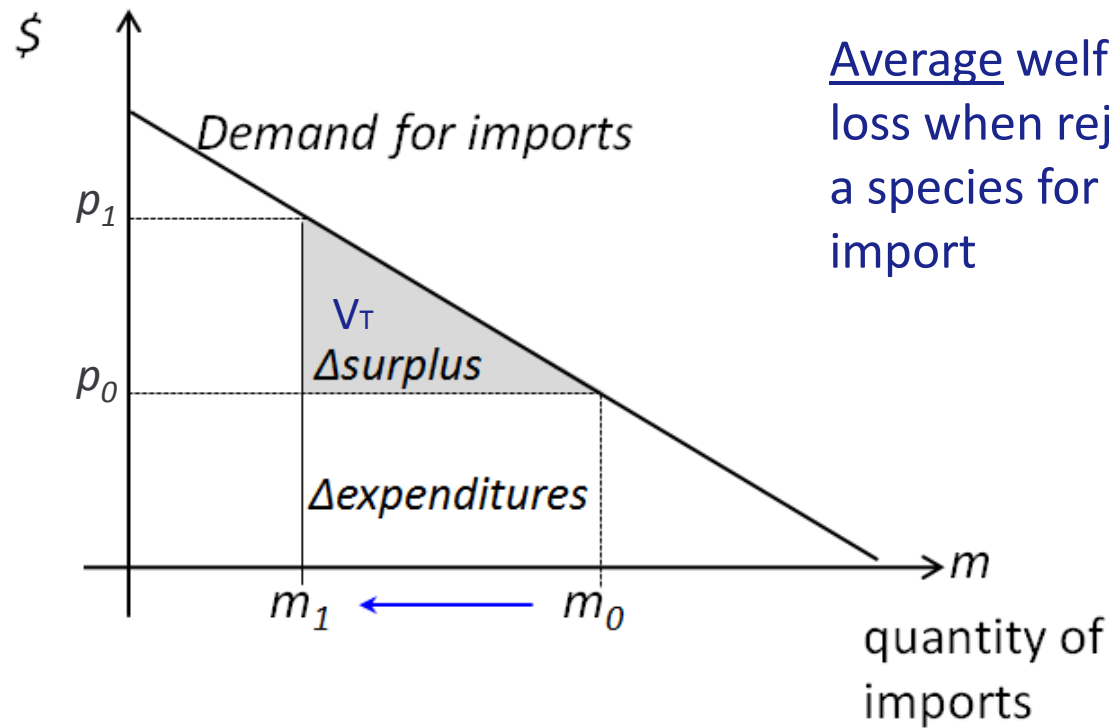 $
Average
loss when
a species for
import
Demand for imports
p1
VT
Δsurplus
p0
Δexpenditures
m
m1
m0
quantity of
imports